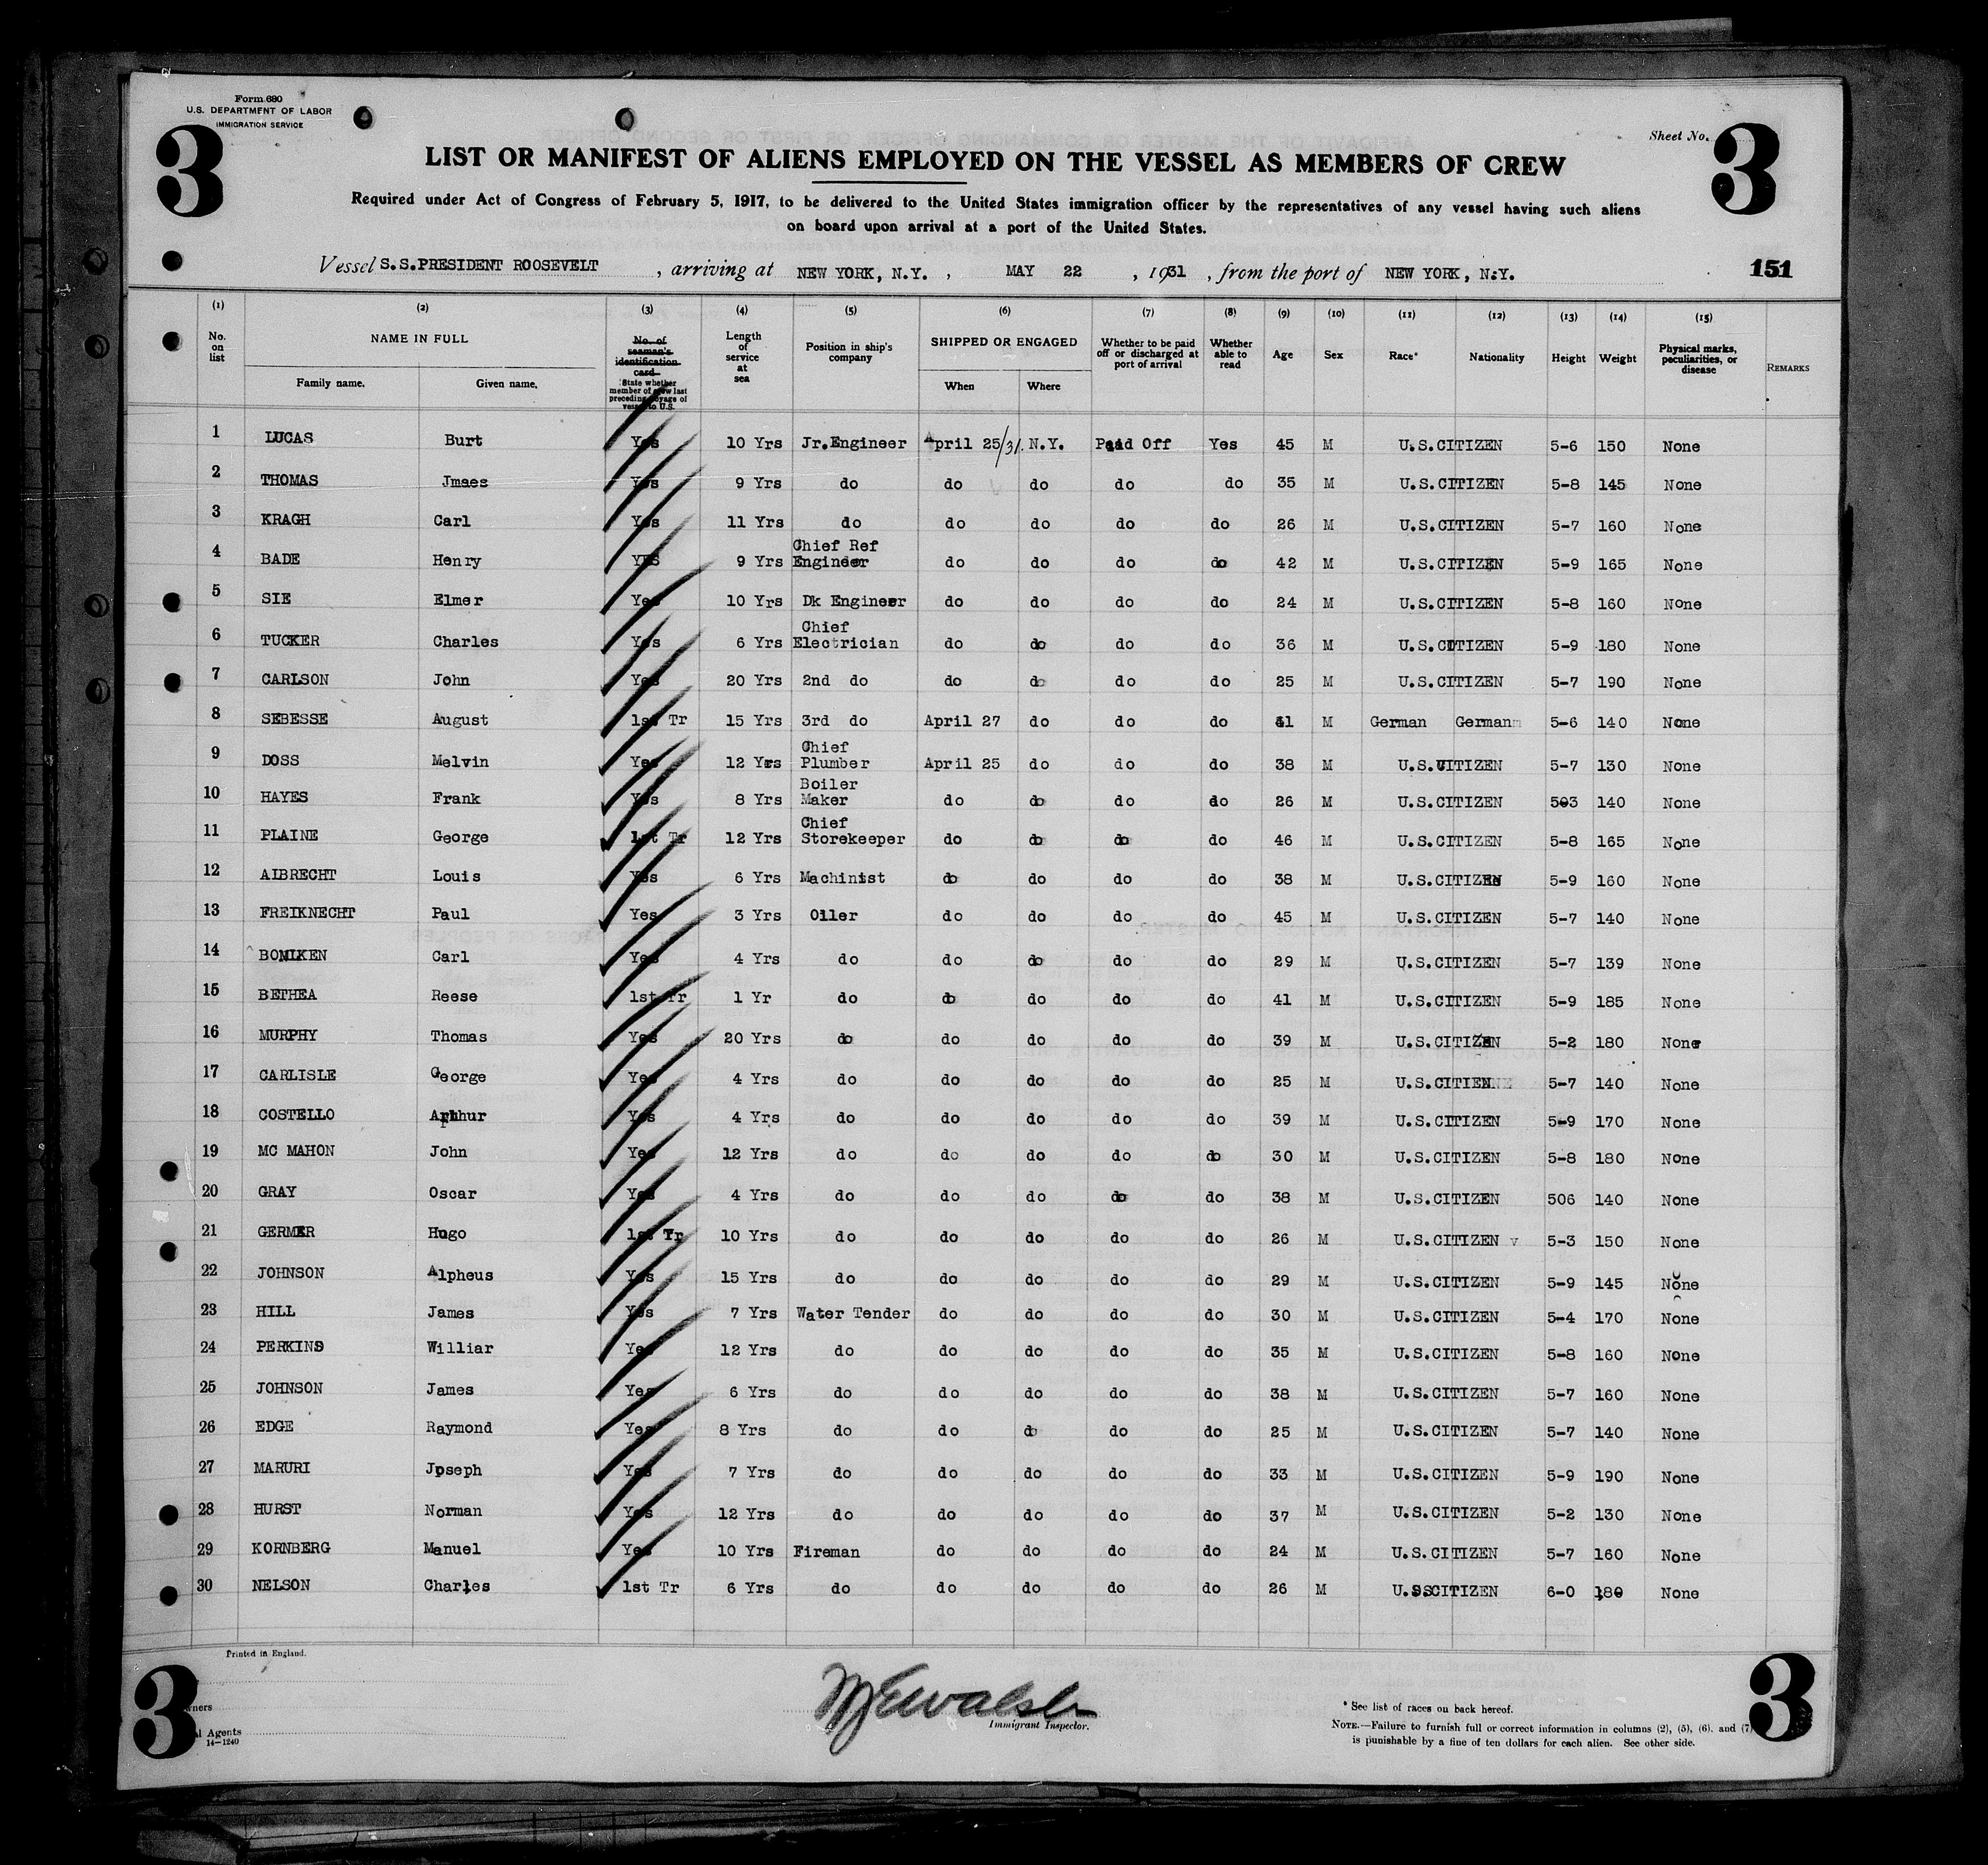 Form 680
U.S. DEPARTMENT OF LABOR
IMMIGRATION SERVICE
3
Sheet No. 3
LIST OR MANIFEST OF ALIENS EMPLOYED ON THE VESSEL AS MEMBERS OF CREW
Required under Act of Congress of February 5, 1917, to be delivered to the United States immigration officer by the representatives of any vessel having such aliens
on board upon arrival at a port of the United States.
Vessel S.S.PRESIDENT ROOSEVELT, arriving at NEW YORK, N.Y., MAY 22, 1931, from the port of NEW YORK, N.Y.
151
(1) (2) (3) (4) (5) (6) (7) (8) (9) (10) (11) (12) (13) (14) (15)
No. on list NAME IN FULL Family name. Given name. No. of seaman's identification card State whether member of crew last preceding voyage of vessel to U.S. Length of service at sea Position in ship's company SHIPPED OR ENGAGED When Where Whether to be paid off or discharged at port of arrival Whether able to read Age Sex Race* Nationality Height Weight Physical marks, peculiarities, or disease REMARKS
1 LUCAS Burt Yes 10 Yrs Jr.Engineer April 25/31. N.Y. Paid Off Yes 45 M U.S.CITIZEN 5-6 150 None
2 THOMAS Jmaes Yes 9 Yrs do do do do do 35 M U.S.CITIZEN 5-8 145 None
3 KRAGH Carl Yes 11 Yrs do do do do do 26 M U.S.CITIZEN 5-7 160 None
4 BADE Henry YES 9 Yrs Chief Ref Engineer do do do do 42 M U.S.CITIZEN 5-9 165 None
5 SIE Elmer Yes 10 Yrs Dk Engineer do do do do 24 M U.S.CITIZEN 5-8 160 None
6 TUCKER Charles Yes 6 Yrs Chief Electrician do do do do 36 M U.S.CITIZEN 5-9 180 None
7 CARLSON John Yes 20 Yrs 2nd do do do do do 25 M U.S.CITIZEN 5-7 190 None
8 SEBESSE August 1st Tr 15 Yrs 3rd do April 27 do do do 41 M German German 5-6 140 None
9 DOSS Melvin Yes 12 Yrs Chief Plumber April 25 do do do 38 M U.S.CITIZEN 5-7 130 None
10 HAYES Frank Yes 8 Yrs Boiler Maker do do do do 26 M U.S.CITIZEN 503 140 None
11 PLAINE George 1st Tr 12 Yrs Chief Storekeeper do do do do 46 M U.S.CITIZEN 5-8 165 None
12 AIBRECHT Louis Yes 6 Yrs Machinist do do do do 38 M U.S.CITIZEN 5-9 160 None
13 FREIKNECHT Paul Yes 3 Yrs Oiler do do do do 45 M U.S.CITIZEN 5-7 140 None
14 Carl Yes 4 Yrs do do do do do 29 M U.S.CITIZEN 5-7 139 None
15 BETHEA Reese 1st Tr 1 Yr do do do do do 41 M U.S.CITIZEN 5-9 185 None
16 MURPHY Thomas Yes 20 Yrs do do do do do 39 M U.S.CITIZEN 5-2 180 None
17 CARLISLE George Yes 4 Yrs do do do do do 25 M U.S.CITIEN 5-7 140 None
18 COSTELLO Arthur Yes 4 Yrs do do do do do 39 M U.S.CITIZEN 5-9 170 None
19 MC MAHON John Yes 12 Yrs do do do do do 30 M U.S.CITIZEN 5-8 180 None
20 GRAY Oscar Yes 4 Yrs do do do do do 38 M U.S.CITIZEN 506 140 None
21 GERMER Hugo 1st Tr 10 Yrs do do do do do 26 M U.S.CITIZEN v 5-3 150 None
22 JOHNSON Alpheus Yes 15 Yrs do do do do do 29 M U.S.CITIZEN 5-9 145 None
23 HILL James Yes 7 Yrs Water Tender do do do do 30 M U.S.CITIZEN 5-4 170 None
24 PERKINS Williar Yes 12 Yrs do do do do do 35 M U.S.CITIZEN 5-8 160 None
25 JOHNSON James Yes 6 Yrs do do do do do 38 M U.S.CITIZEN 5-7 160 None
26 EDGE Raymond Yes 8 Yrs do do do do do 25 M U.S.CITIZEN 5-7 140 None
27 MARURI Joseph Yes 7 Yrs do do do do do 33 M U.S.CITIZEN 5-9 190 None
28 HURST Norman Yes 12 Yrs do do do do do 37 M U.S.CITIZEN 5-2 130 None
29 KORNBERG Manuel Yes 10 Yrs Fireman do do do do 24 M U.S.CITIZEN 5-7 160 None
30 NELSON Charles 1st Tr 6 Yrs do do do do do 26 M U.SSCITIZEN 6-0 180 None
Printed in England.
3
wners
l Agents
14-1240
Walsh
Immigrant Inspector.
* See list of races on back hereof.
NOTE.—Failure to furnish full or correct information in columns (2), (5), (6), and (7)
is punishable by a fine of ten dollars for each alien. See other side.
3